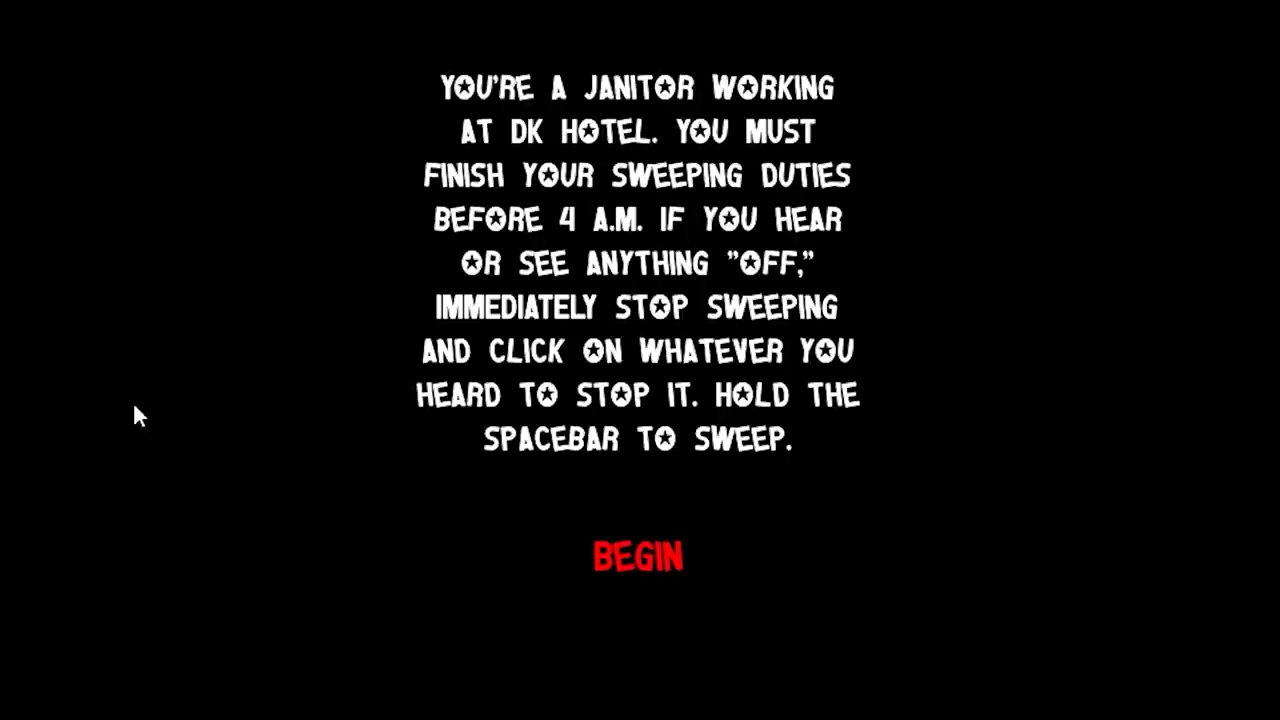 YOU'RE A JANITOR WORKING
AT DK HOTEL. YOU MUST
FINISH YOUR SWEEPING DUTIES
BEFORE 4 A.M. IF YOU HEAR
OR SEE ANYTHING "OFF,"
IMMEDIATELY STOP SWEEPING
AND CLICK ON WHATEVER YOU
HEARD TO STOP IT. HOLD THE
SPACEBAR TO SWEEP.
BEGIN